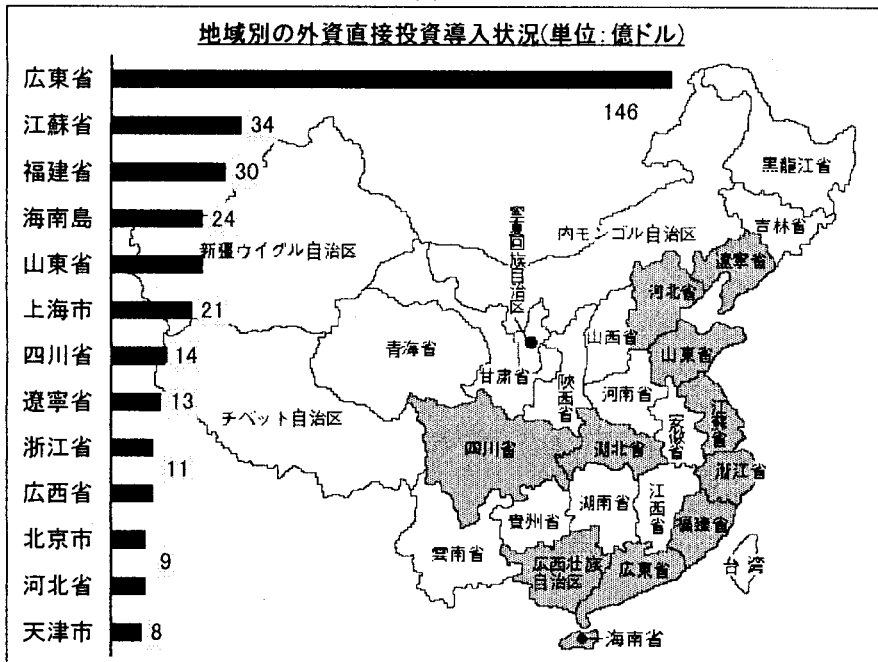 地域別の外資直接投資導入状況(単位:億ドル)
広東省
146
江蘇省 34
福建省 30
海南島 24
山東省
上海市 21
四川省 14
遼寧省 13
浙江省
11
広西省
北京市
9
河北省
天津市 8
黒龍江省
内モンゴル自治区
吉林省
新疆ウイグル自治区
寧夏回族自治区
遼寧省
河北省
山西省
青海省
甘粛省
山東省
陝西省
河南省
江蘇省
安徽省
チベット自治区
四川省
湖北省
浙江省
湖南省
江西省
貴州省
福建省
雲南省
広西壮族
自治区
広東省
台湾
海南省